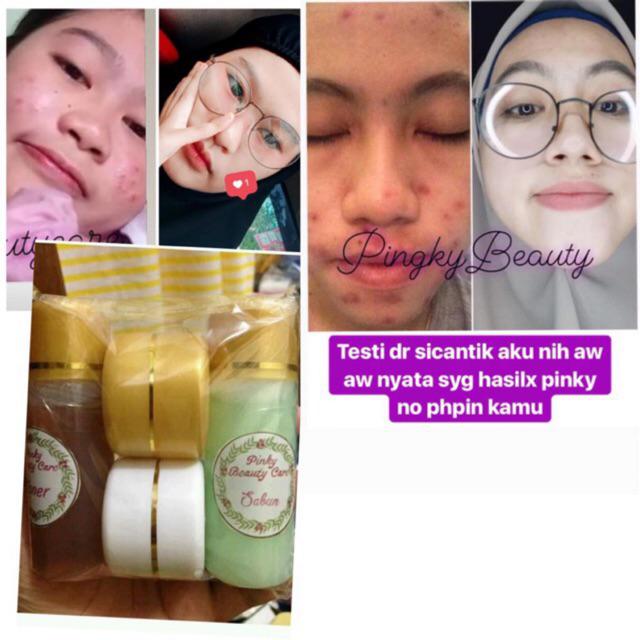 1
PingkyBeauty
Testi dr sicantik aku nih aw
aw nyata syg hasilx pinky
no phpin kamu
Pinky
Beauty Care
Sabun